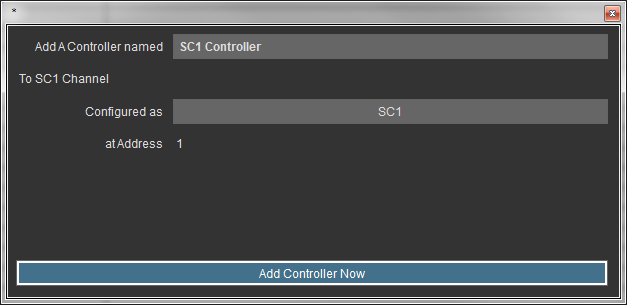 *
Add A Controller named SC1 Controller
To SC1 Channel
Configured as SC1
at Address 1
Add Controller Now